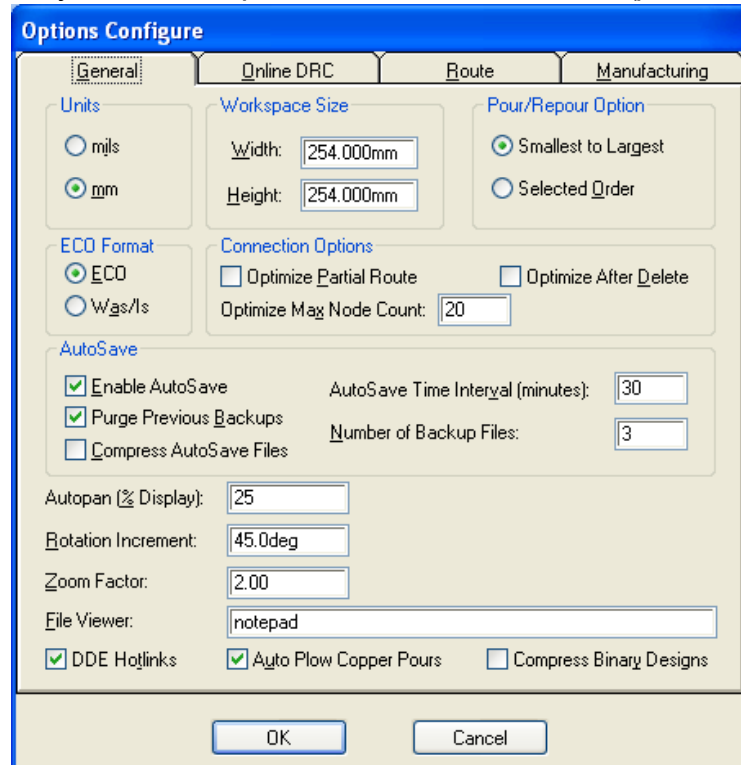 Options Configure
General Online DRC Route Manufacturing
Units Workspace Size Pour/Repour Option
mils Width: 254.000mm Smallest to Largest
mm Height: 254.000mm Selected Order
ECO Format Connection Options
ECO Optimize Partial Route Optimize After Delete
Was/Is Optimize Max Node Count: 20
AutoSave
Enable AutoSave AutoSave Time Interval (minutes): 30
Purge Previous Backups Number of Backup Files: 3
Compress AutoSave Files
Autopan (% Display): 25
Rotation Increment: 45.0deg
Zoom Factor: 2.00
File Viewer: notepad
DDE Hotlinks Auto Plow Copper Pours Compress Binary Designs
OK Cancel